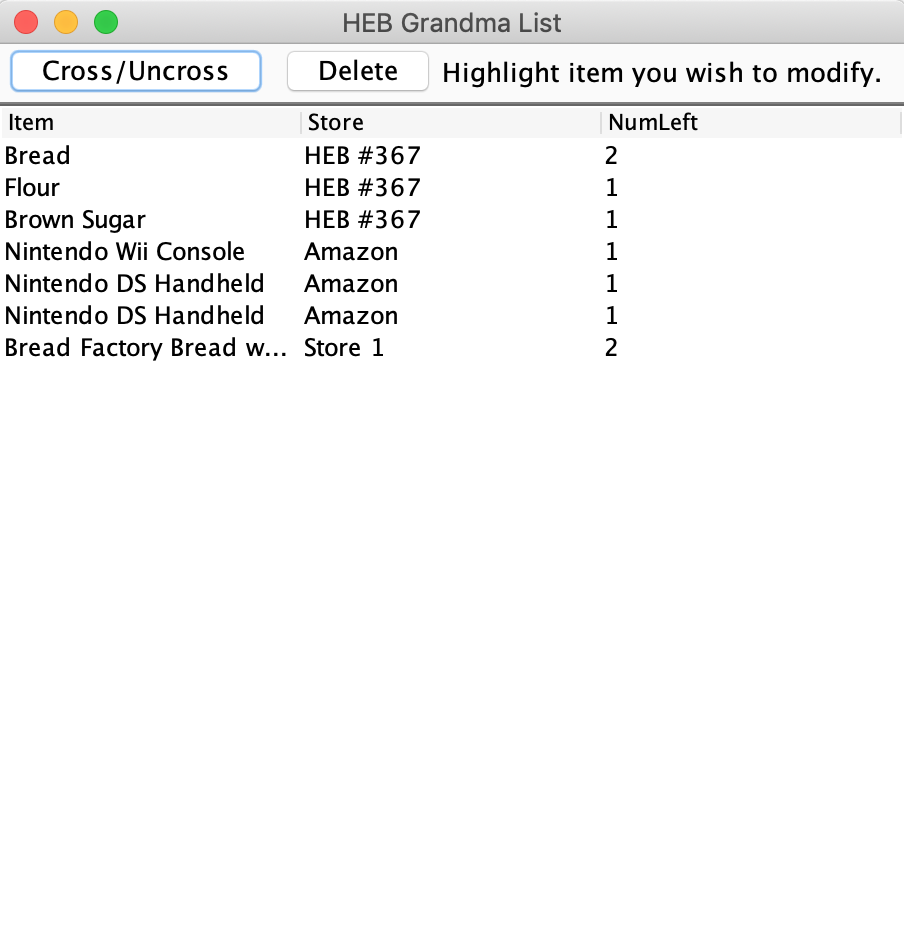 HEB Grandma List
Cross/Uncross Delete Highlight item you wish to modify.
Item Store NumLeft
Bread HEB #367 2
Flour HEB #367 1
Brown Sugar HEB #367 1
Nintendo Wii Console Amazon 1
Nintendo DS Handheld Amazon 1
Nintendo DS Handheld Amazon 1
Bread Factory Bread w... Store 1 2